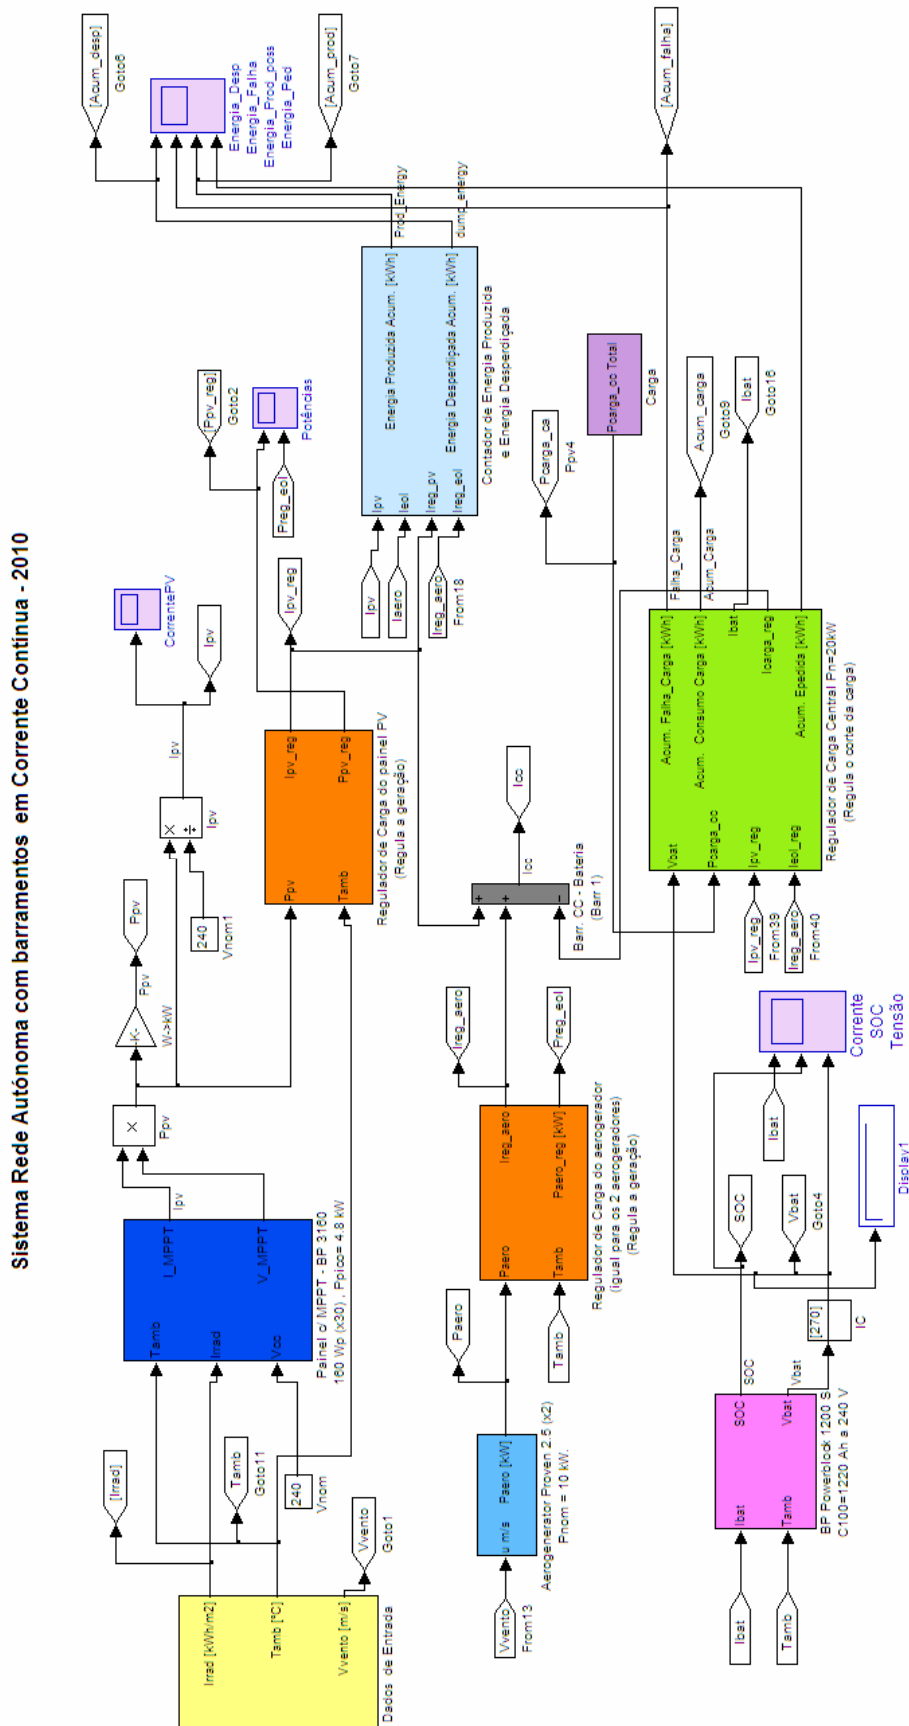 Sistema Rede Autónoma com barramentos em Corrente Continua - 2010
Irrad [kWh/m2]
Tamb [ºC]
Vvento [m/s]
Dados de Entrada
[Irrad]
Tamb
Goto11
Vvento
Goto1
240
Vnom
Tamb
Irrad
Vcc
I_MPPT
V_MPPT
Painel c/ MPPT - BP 3160
160 Wp (x30) , Ppico= 4.8 kW
Ipv
Ppv
-K-
W->kW
Ppv
Ppv
240
Vnom1
Ipv
Ipv
CorrentePV
Ipv
Ppv
Tamb
Ipv_reg
Ppv_reg
Regulador de Carga do painel PV
(Regula a geração)
Ipv_reg
[Ppv_reg]
Goto2
Preg_eol
Potências
Ipv
Iaero
Ireg_aero
From18
Ipv
Ieol
Ireg_pv
Ireg_eol
Energia Produzida Acum. [kWh]
Energia Desperdiçada Acum. [kWh]
Contador de Energia Produzida
e Energia Desperdiçada
Prod_Energy
dump_energy
[Acum_desp]
Goto6
Energia_Desp
Energia_Falha
Energia_Prod_poss
Energia_Ped
[Acum_prod]
Goto7
Vvento
From13
u m/s
Paero [kW]
Aerogenerator Proven 2.5 (x2)
Pnom = 10 kW.
Paero
Tamb
Paero
Tamb
Ireg_aero
Paero_reg [kW]
Regulador de Carga do aerogerador
(igual para os 2 aerogeradores)
(Regula a geração)
Ireg_aero
Preg_eol
Barr. CC - Bateria
(Barr 1)
Icc
Icc
Pcarga_ca
Ppv4
Pcarga_cc Total
Carga
Ibat
Tamb
Ibat
Tamb
SOC
Vbat
BP Powerblock 1200 S
C100=1220 Ah a 240 V
SOC
Vbat
[270]
IC
SOC
Vbat
Goto4
Display1
Ibat
Corrente
SOC
Tensão
Ipv_reg
From39
Ireg_aero
From40
Vbat
Pcarga_cc
Ipv_reg
Ieol_reg
Acum. Falha_Carga [kWh]
Acum. Consumo Carga [kWh]
Ibat
Icarga_reg
Acum. Epedida [kWh]
Regulador de Carga Central Pn=20kW
(Regula o corte da carga)
Falha_Carga
Acum_Carga
Acum_carga
Goto9
Ibat
Goto16
[Acum_falha]